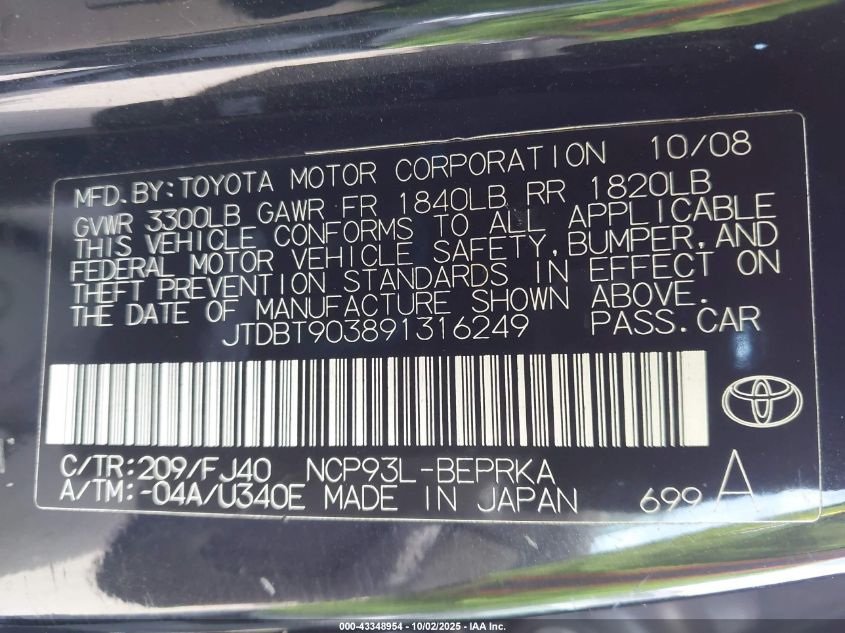 MFD.BY:TOYOTA MOTOR CORPORATION 10/08
GVWR 3300LB GAWR FR 1840LB RR 1820LB
THIS VEHICLE CONFORMS TO ALL APPLICABLE
FEDERAL MOTOR VEHICLE SAFETY,BUMPER,AND
THEFT PREVENTION STANDARDS IN EFFECT ON
THE DATE OF MANUFACTURE SHOWN ABOVE.
JTDBT903891316249 PASS.CAR
C/TR:209/FJ40 NCP93L-BEPRKA
A/TM:-04A/U340E MADE IN JAPAN 699 A
000-43348954 - 10/02/2025 - IAA Inc.